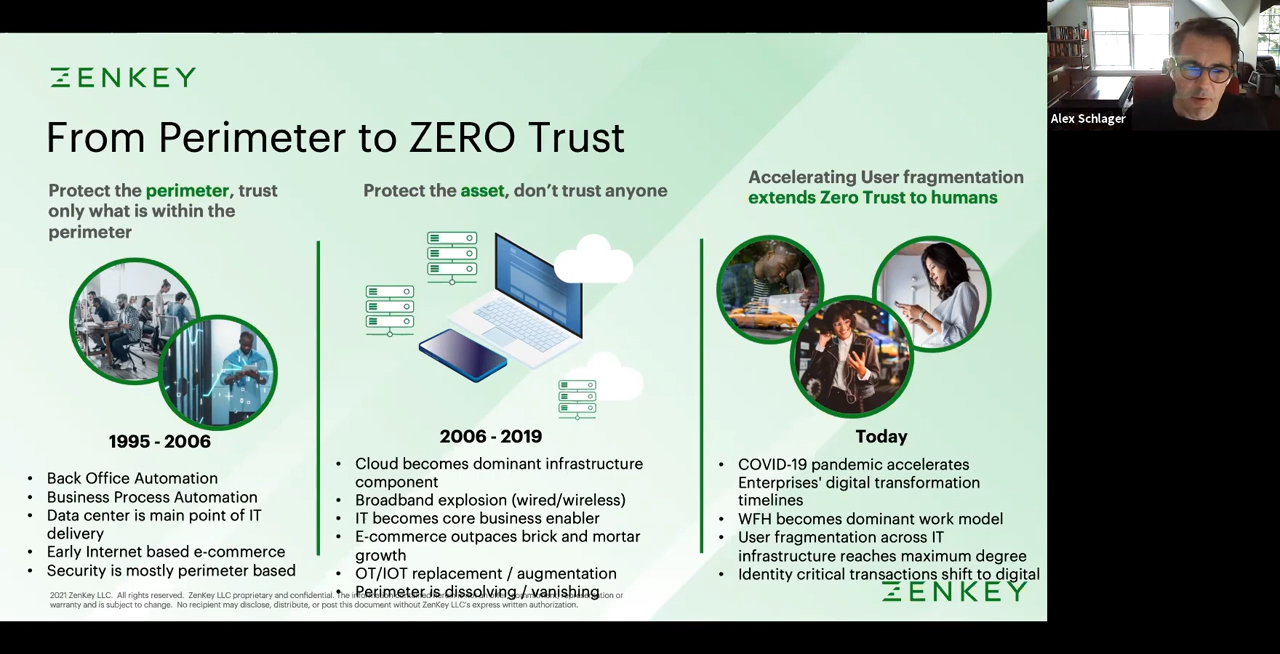 ZENKEY
From Perimeter to ZERO Trust
Protect the perimeter, trust
only what is within the
perimeter
1995 - 2006
• Back Office Automation
• Business Process Automation
• Data center is main point of IT
delivery
• Early Internet based e-commerce
• Security is mostly perimeter based
Protect the asset, don't trust anyone
2006 - 2019
• Cloud becomes dominant infrastructure
component
• Broadband explosion (wired/wireless)
• IT becomes core business enabler
• E-commerce outpaces brick and mortar
growth
• OT/IOT replacement / augmentation
• Perimeter is disolving / vanishing
Accelerating User fragmentation
extends Zero Trust to humans
Today
• COVID-19 pandemic accelerates
Enterprises' digital transformation
timelines
• WFH becomes dominant work model
• User fragmentation across IT
infrastructure reaches maximum degree
• Identity critical transactions shift to digital
2021 ZenKey LLC. All rights reserved. ZenKey LLC proprietary and confidential. The or
warranty and is subject to change. No recipient may disclose, distribute, or post this document without ZenKey LLC's express written authorization.
ZENKEY
Alex Schlager